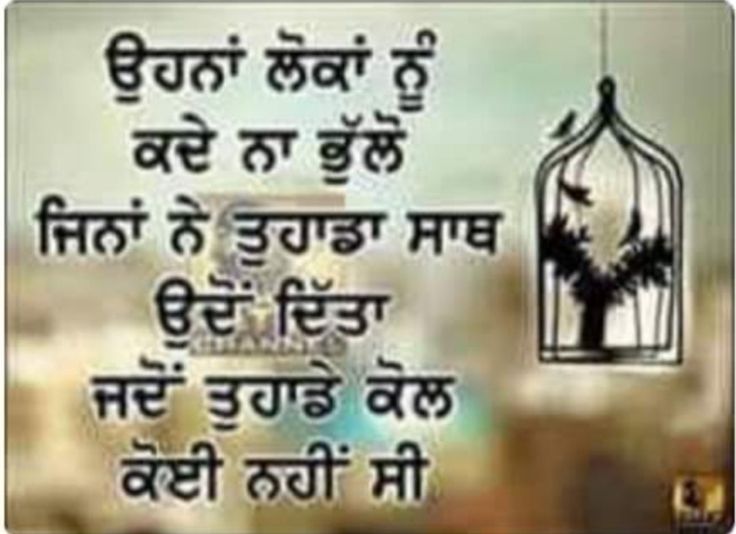 ਉਹਨਾਂ ਲੋਕਾਂ ਨੂੰ
ਕਦੇ ਨਾ ਭੁੱਲੋ
ਜਿਨਾਂ ਨੇ ਤੁਹਾਡਾ ਸਾਥ
ਉਦੋਂ ਦਿੱਤਾ
ਜਦੋਂ ਤੁਹਾਡੇ ਕੋਲ
ਕੋਈ ਨਹੀਂ ਸੀ